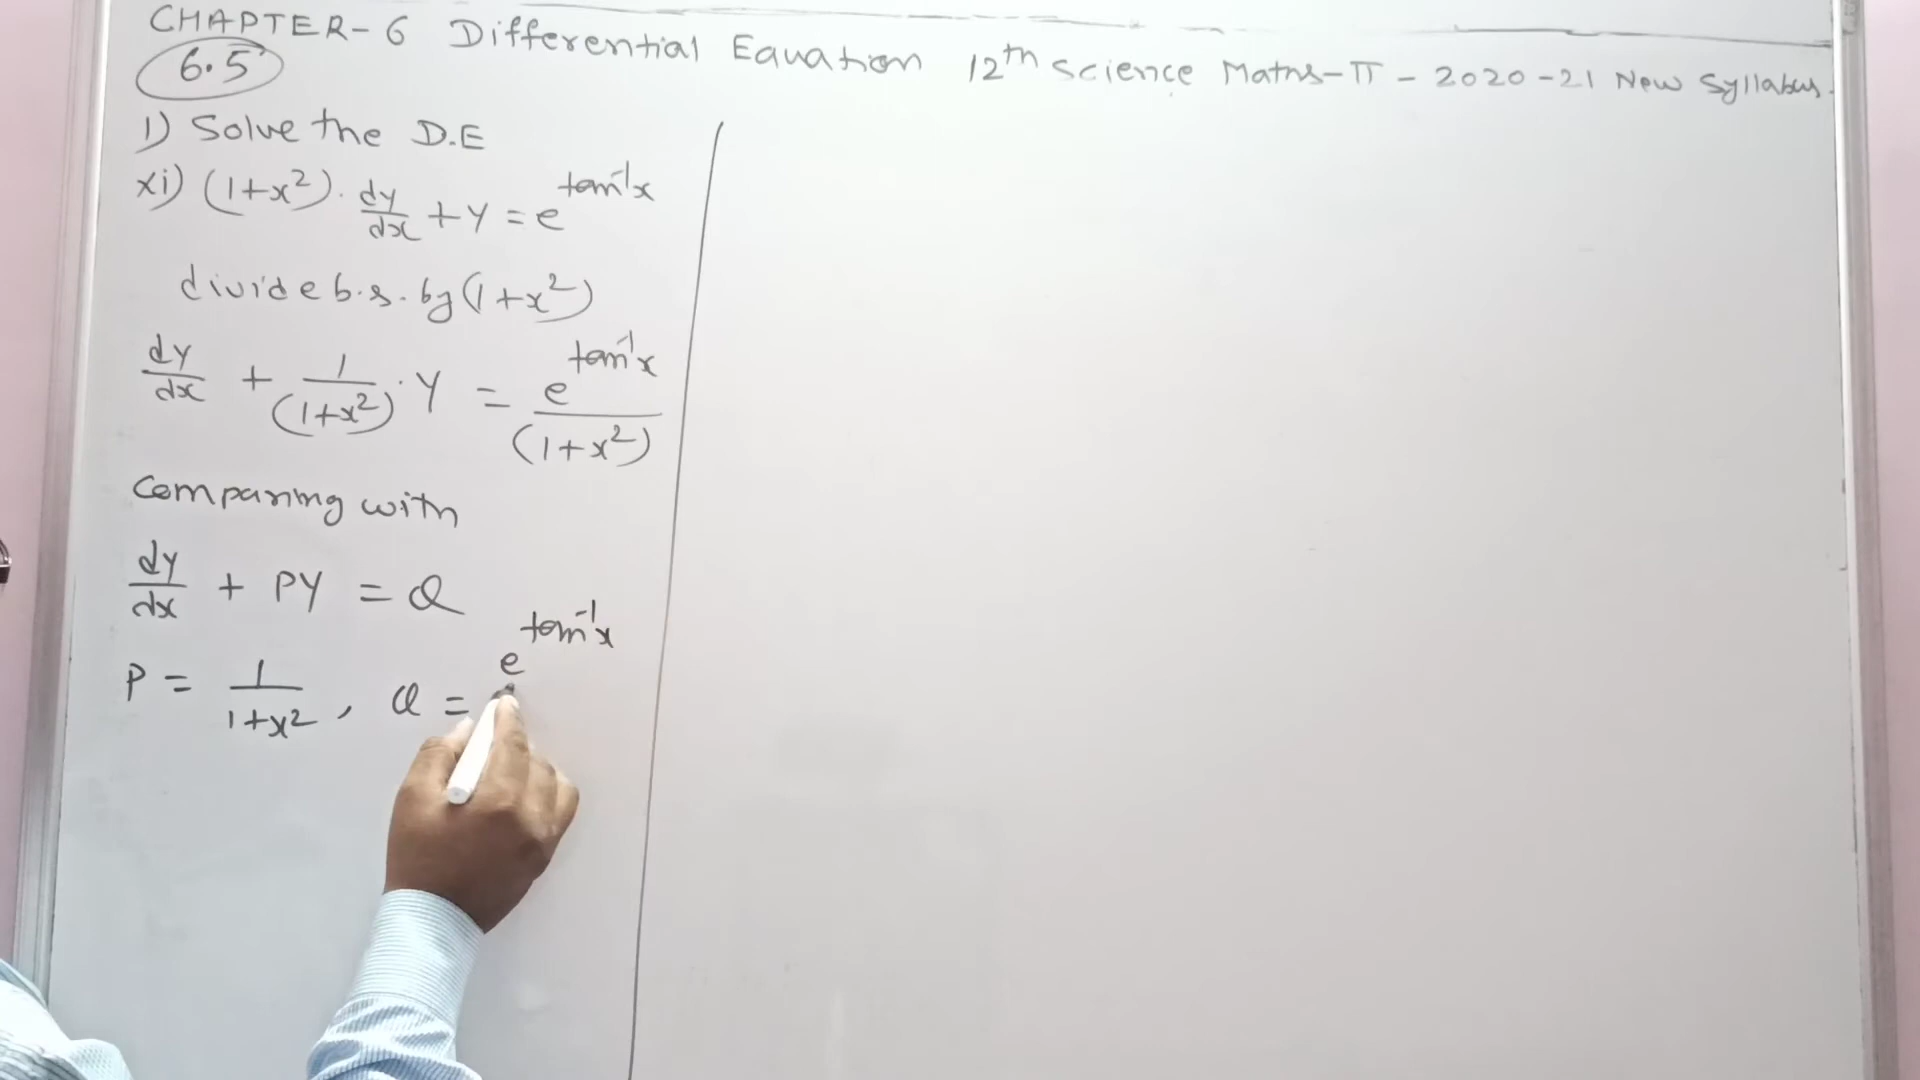 CHAPTER-6 Differential Equation 12th Science Maths-II - 2020-21 New Syllabus.
6.5
1) Solve the D.E
xi) (1+x²). dy/dx + y = e^tan⁻¹x
divide b.s. by (1+x²)
dy/dx + 1/(1+x²) . y = e^tan⁻¹x/(1+x²)
Comparing with
dy/dx + Py = Q
P = 1/1+x² , Q = e^tan⁻¹x